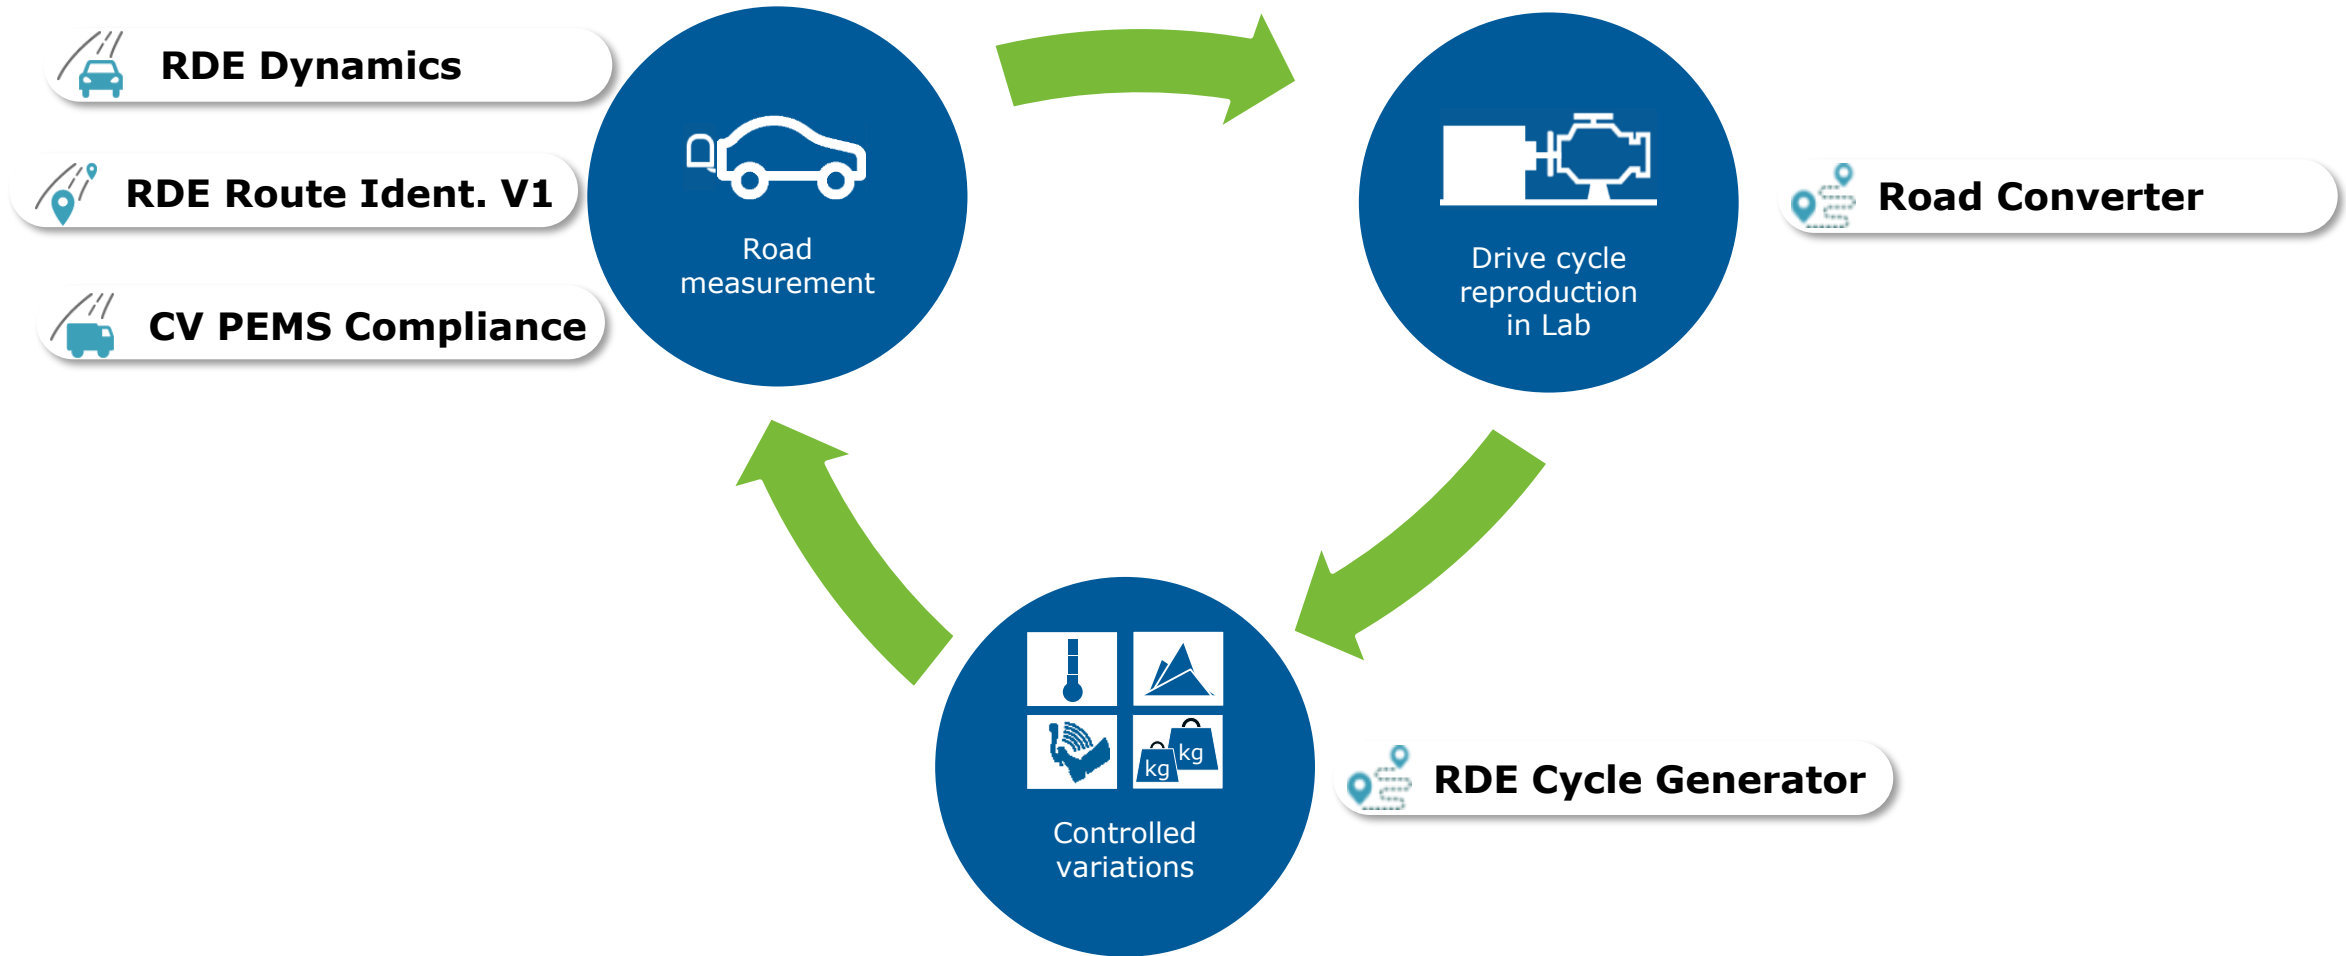 RDE Dynamics
RDE Route Ident. V1
CV PEMS Compliance
Road
measurement
Drive cycle
reproduction
in Lab
Road Converter
kg
kg
Controlled
variations
RDE Cycle Generator